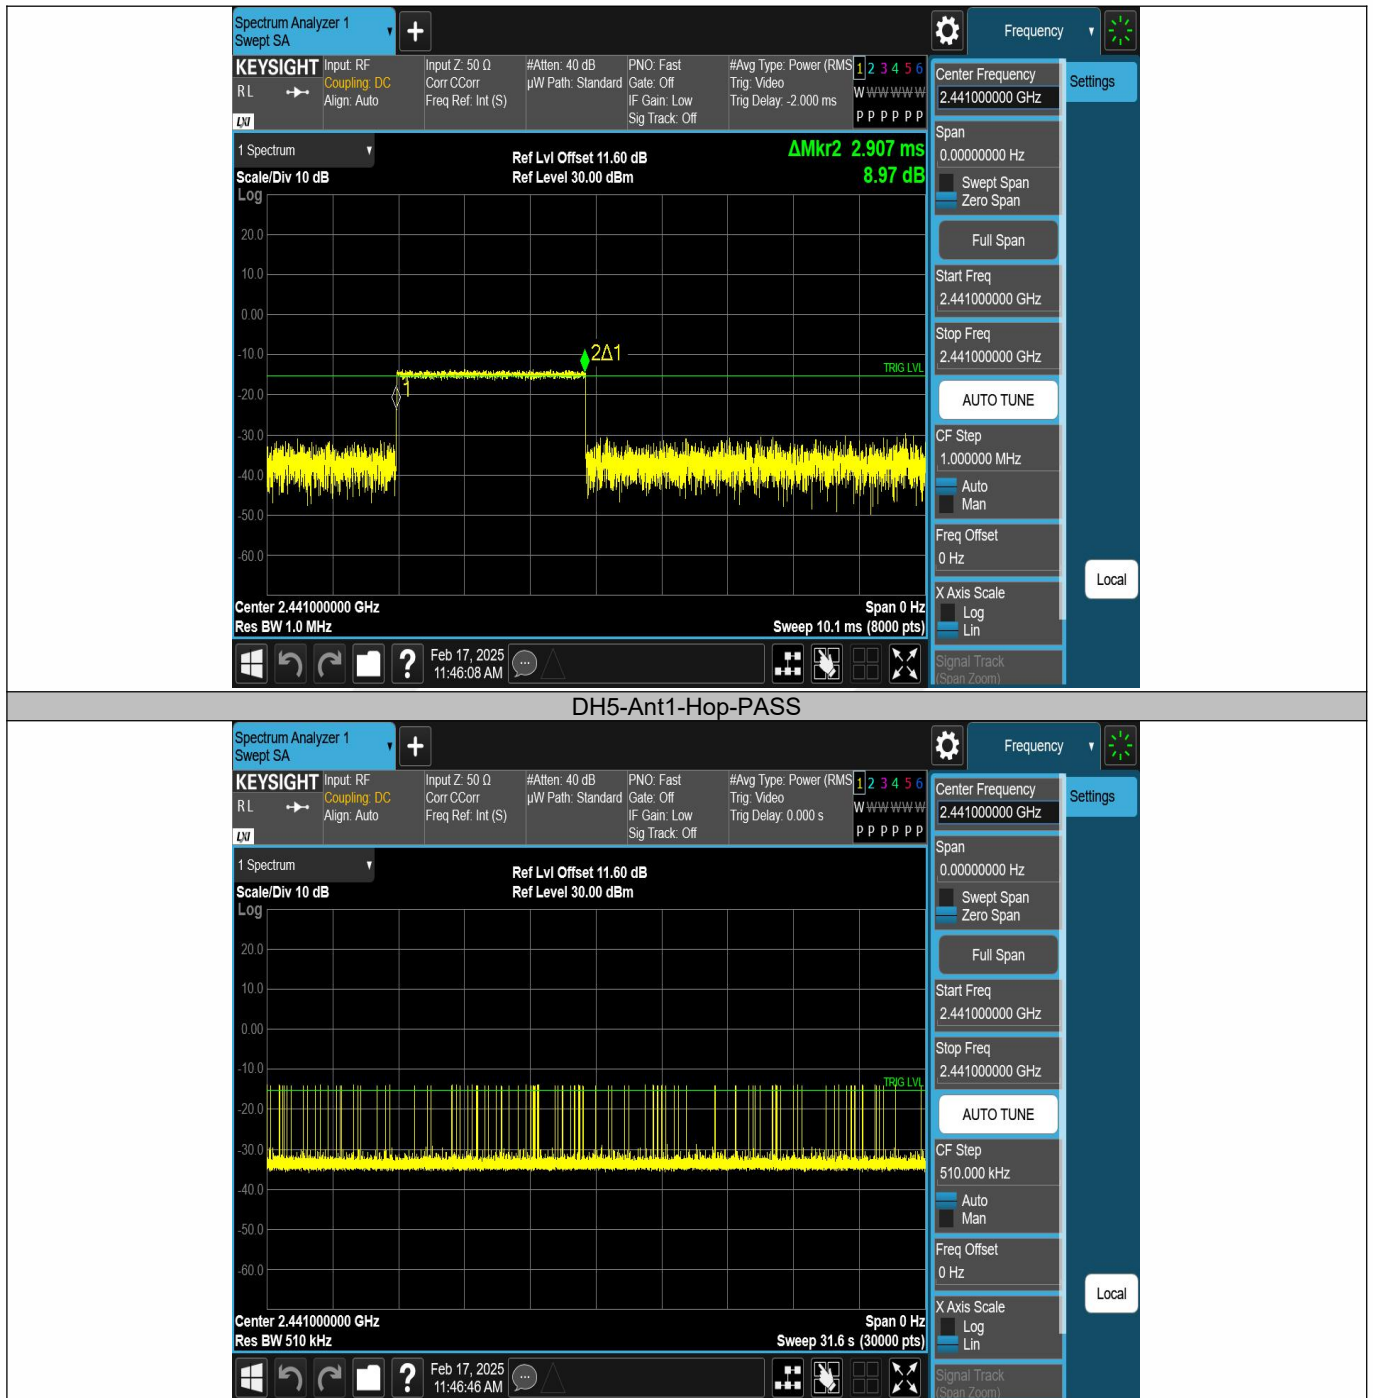 Spectrum Analyzer 1
Swept SA
+
Frequency
KEYSIGHT
RL
LXI
Input: RF
Coupling: DC
Align: Auto
Input Z: 50 Ω
Corr CCorr
Freq Ref: Int (S)
#Atten: 40 dB
µW Path: Standard
PNO: Fast
Gate: Off
IF Gain: Low
Sig Track: Off
#Avg Type: Power (RMS
Trig: Video
Trig Delay: -2.000 ms
1 2 3 4 5 6
W W W W W W
P P P P P P
Center Frequency
2.441000000 GHz
Settings
Span
0.00000000 Hz
Swept Span
Zero Span
Full Span
Start Freq
2.441000000 GHz
Stop Freq
2.441000000 GHz
AUTO TUNE
CF Step
1.000000 MHz
Auto
Man
Freq Offset
0 Hz
X Axis Scale
Log
Lin
Signal Track
(Span Zoom)
Local
1 Spectrum
Scale/Div 10 dB
Log
Ref Lvl Offset 11.60 dB
Ref Level 30.00 dBm
ΔMkr2 2.907 ms
8.97 dB
20.0
10.0
0.00
-10.0
-20.0
-30.0
-40.0
-50.0
-60.0
2Δ1
1
TRIG LVL
Center 2.441000000 GHz
Res BW 1.0 MHz
Span 0 Hz
Sweep 10.1 ms (8000 pts)
?
Feb 17, 2025
11:46:08 AM
DH5-Ant1-Hop-PASS
Spectrum Analyzer 1
Swept SA
+
Frequency
KEYSIGHT
RL
LXI
Input: RF
Coupling: DC
Align: Auto
Input Z: 50 Ω
Corr CCorr
Freq Ref: Int (S)
#Atten: 40 dB
µW Path: Standard
PNO: Fast
Gate: Off
IF Gain: Low
Sig Track: Off
#Avg Type: Power (RMS
Trig: Video
Trig Delay: 0.000 s
1 2 3 4 5 6
W W W W W W
P P P P P P
Center Frequency
2.441000000 GHz
Settings
Span
0.00000000 Hz
Swept Span
Zero Span
Full Span
Start Freq
2.441000000 GHz
Stop Freq
2.441000000 GHz
AUTO TUNE
CF Step
510.000 kHz
Auto
Man
Freq Offset
0 Hz
X Axis Scale
Log
Lin
Signal Track
(Span Zoom)
Local
1 Spectrum
Scale/Div 10 dB
Log
Ref Lvl Offset 11.60 dB
Ref Level 30.00 dBm
20.0
10.0
0.00
-10.0
-20.0
-30.0
-40.0
-50.0
-60.0
TRIG LVL
Center 2.441000000 GHz
Res BW 510 kHz
Span 0 Hz
Sweep 31.6 s (30000 pts)
?
Feb 17, 2025
11:46:46 AM